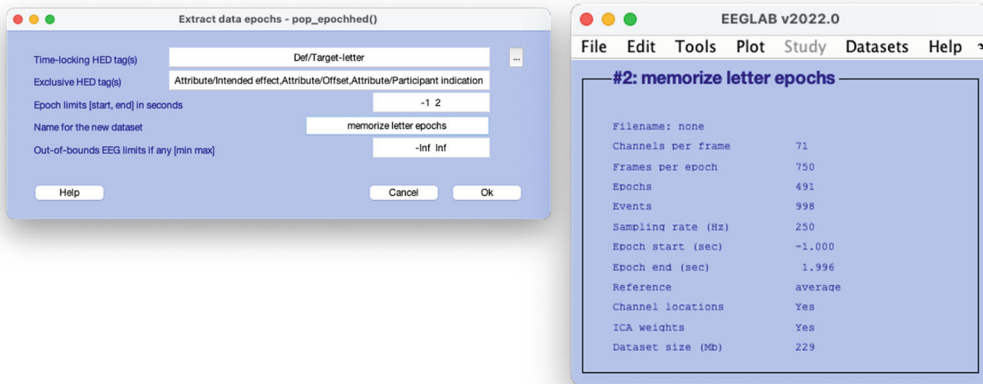 Extract data epochs - pop_epochhed()
Time-locking HED tag(s) Def/Target-letter ...
Exclusive HED tag(s) Attribute/Intended effect,Attribute/Offset,Attribute/Participant indication
Epoch limits [start, end] in seconds -1 2
Name for the new dataset memorize letter epochs
Out-of-bounds EEG limits if any [min max] -Inf Inf
Help Cancel Ok
EEGLAB v2022.0
File Edit Tools Plot Study Datasets Help
#2: memorize letter epochs
Filename: none
Channels per frame 71
Frames per epoch 750
Epochs 491
Events 998
Sampling rate (Hz) 250
Epoch start (sec) -1.000
Epoch end (sec) 1.996
Reference average
Channel locations Yes
ICA weights Yes
Dataset size (Mb) 229